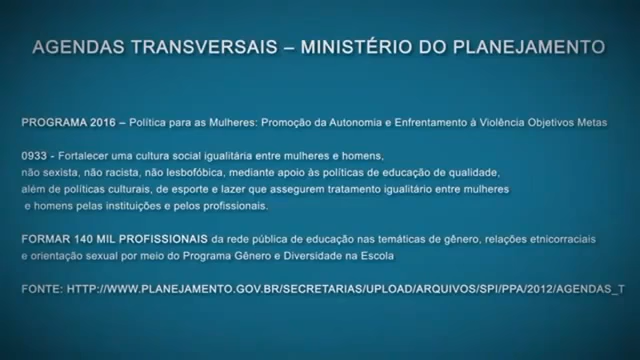 AGENDAS TRANSVERSAIS – MINISTÉRIO DO PLANEJAMENTO
PROGRAMA 2016 – Política para as Mulheres: Promoção da Autonomia e Enfrentamento à Violência Objetivos Metas
0933 - Fortalecer uma cultura social igualitária entre mulheres e homens,
não sexista, não racista, não lesbofóbica, mediante apoio às políticas de educação de qualidade,
além de políticas culturais, de esporte e lazer que assegurem tratamento igualitário entre mulheres
e homens pelas instituições e pelos profissionais.
FORMAR 140 MIL PROFISSIONAIS da rede pública de educação nas temáticas de gênero, relações etnicorraciais
e orientação sexual por meio do Programa Gênero e Diversidade na Escola
FONTE: HTTP://WWW.PLANEJAMENTO.GOV.BR/SECRETARIAS/UPLOAD/ARQUIVOS/SPI/PPA/2012/AGENDAS_T